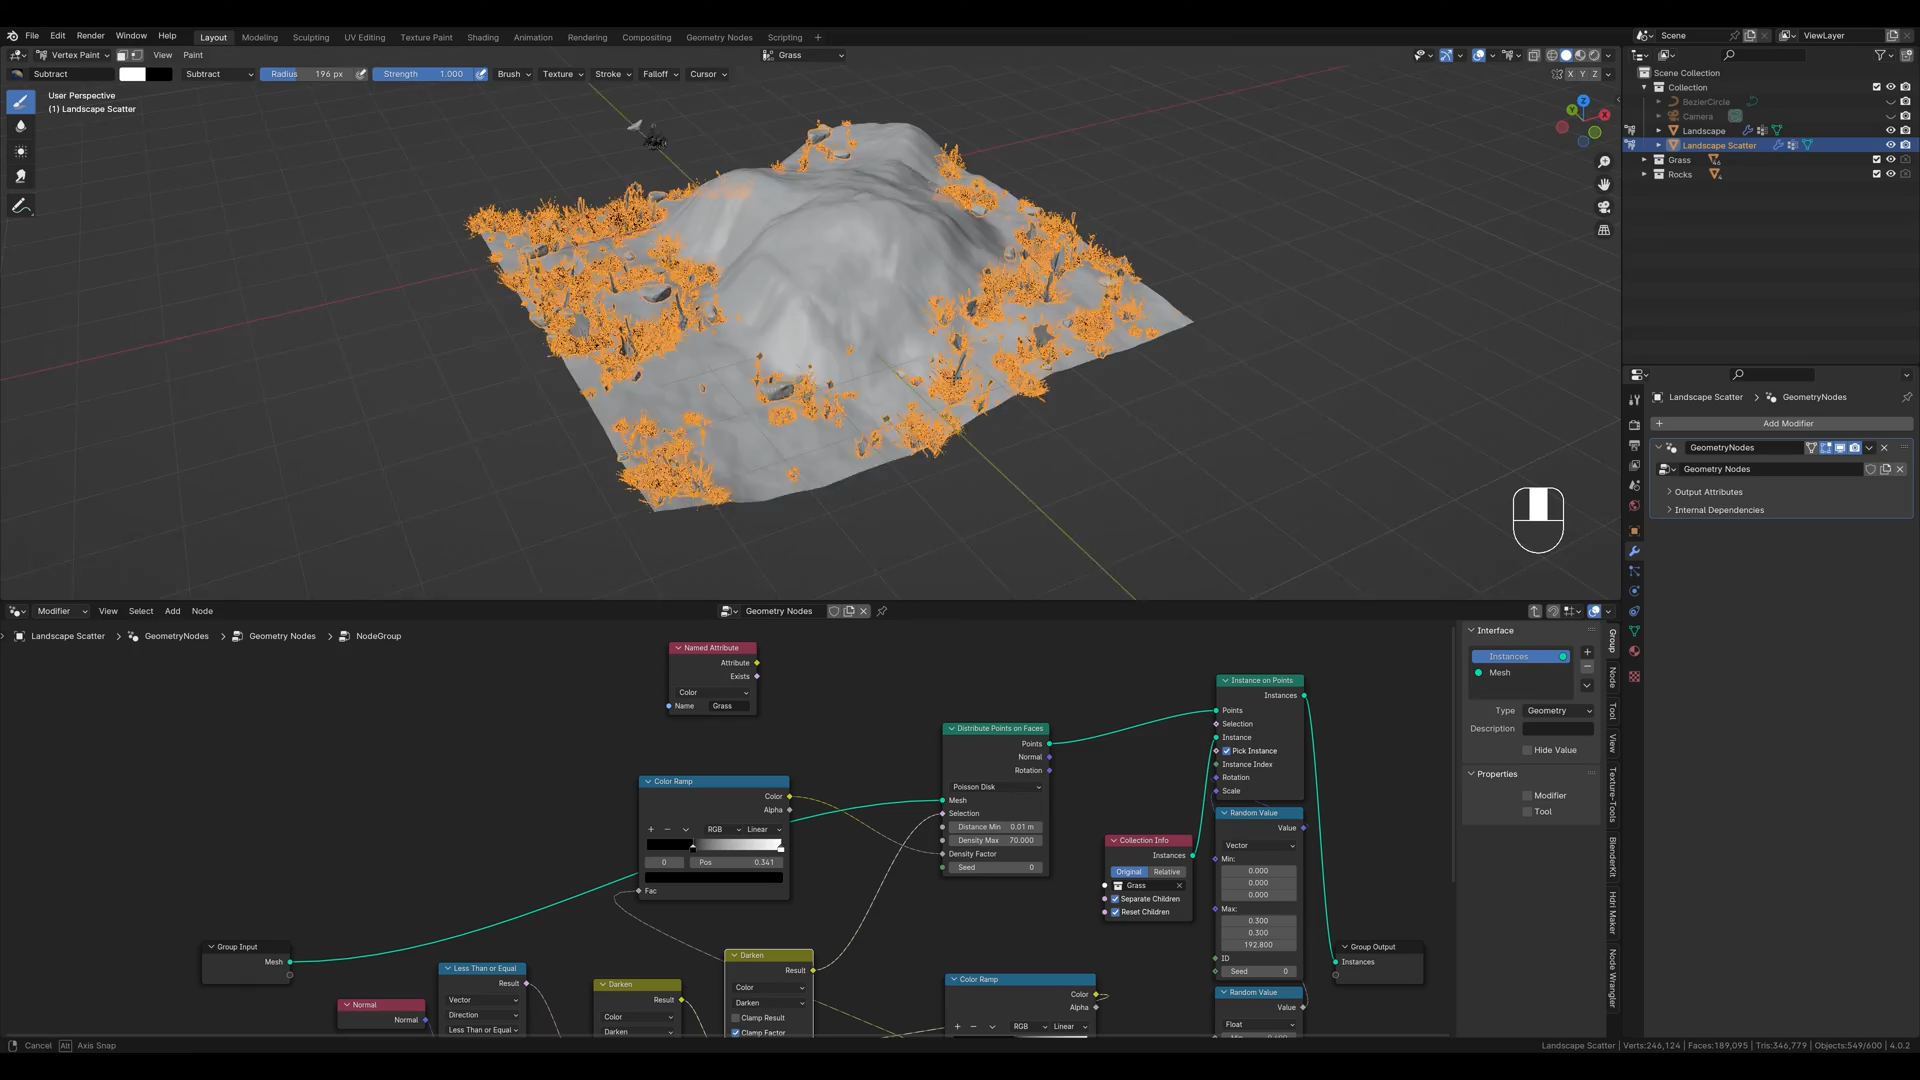 File Edit Render Window Help
Layout Modeling Sculpting UV Editing Texture Paint Shading Animation Rendering Compositing Geometry Nodes Scripting +
Scene
ViewLayer
Vertex Paint View Paint
Grass
Subtract
Subtract
Radius 196 px
Strength 1.000
Brush Texture Stroke Falloff Cursor
X Y Z
User Perspective
(1) Landscape Scatter
Scene Collection
Collection
BezierCircle
Camera
Landscape
Landscape Scatter
Grass
Rocks
Landscape Scatter > GeometryNodes
+ Add Modifier
GeometryNodes
Geometry Nodes
Output Attributes
Internal Dependencies
Modifier View Select Add Node
Geometry Nodes
Landscape Scatter > GeometryNodes > Geometry Nodes > NodeGroup
Named Attribute
Attribute
Exists
Color
Name Grass
Color Ramp
Color
Alpha
RGB Linear
0 Pos 0.341
Fac
Distribute Points on Faces
Points
Normal
Rotation
Poisson Disk
Mesh
Selection
Distance Min 0.01 m
Density Max 70.000
Density Factor
Seed 0
Instance on Points
Instances
Points
Selection
Instance
Pick Instance
Instance Index
Rotation
Scale
Random Value
Value
Vector
Min:
0.000
0.000
0.000
Max:
0.300
0.300
192.800
ID
Seed 0
Random Value
Value
Float
Collection Info
Instances
Original Relative
Grass
Separate Children
Reset Children
Group Input
Mesh
Less Than or Equal
Result
Vector
Direction
Less Than or Equal
Normal
Normal
Darken
Result
Color
Darken
Darken
Result
Color
Darken
Clamp Result
Clamp Factor
Color Ramp
Color
Alpha
RGB Linear
Group Output
Instances
Interface
Instances
Mesh
Type Geometry
Description
Hide Value
Properties
Modifier
Tool
Group
Node
Tool
View
Texture-Tools
BlenderKit
Hdri Maker
Node Wrangler
Cancel Alt Axis Snap
Landscape Scatter | Verts:246,124 | Faces:189,095 | Tris:346,779 | Objects:549/600 | 4.0.2